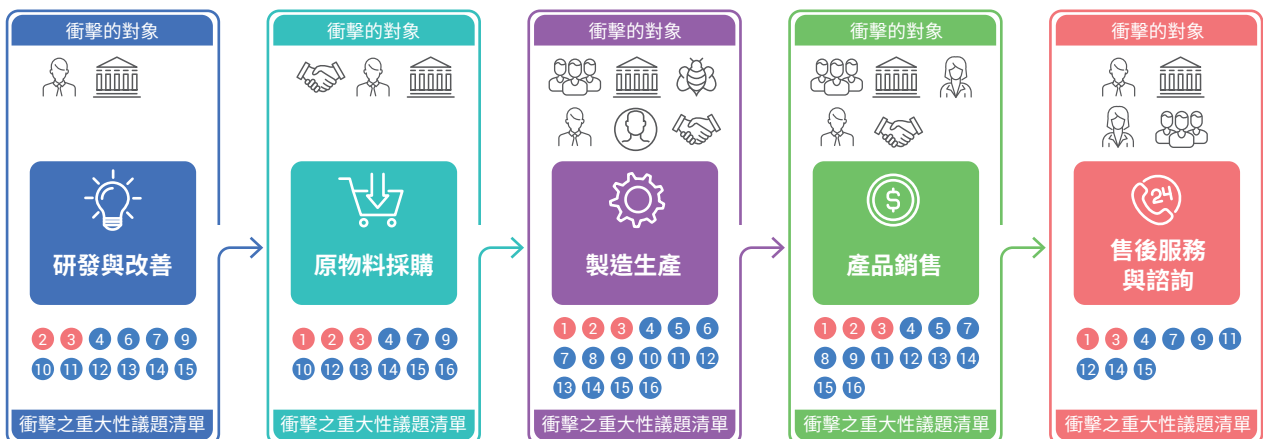 衝擊的對象
研發與改善
2 3 4 6 7 9
10 11 12 13 14 15
衝擊之重大性議題清單
衝擊的對象
原物料採購
1 2 3 4 7 9
10 12 13 14 15 16
衝擊之重大性議題清單
衝擊的對象
製造生產
1 2 3 4 5 6
7 8 9 10 11 12
13 14 15 16
衝擊之重大性議題清單
衝擊的對象
$
產品銷售
1 2 3 4 5 7
8 9 11 12 13 14
15 16
衝擊之重大性議題清單
衝擊的對象
24
售後服務
與諮詢
1 3 4 7 9 11
12 14 15
衝擊之重大性議題清單